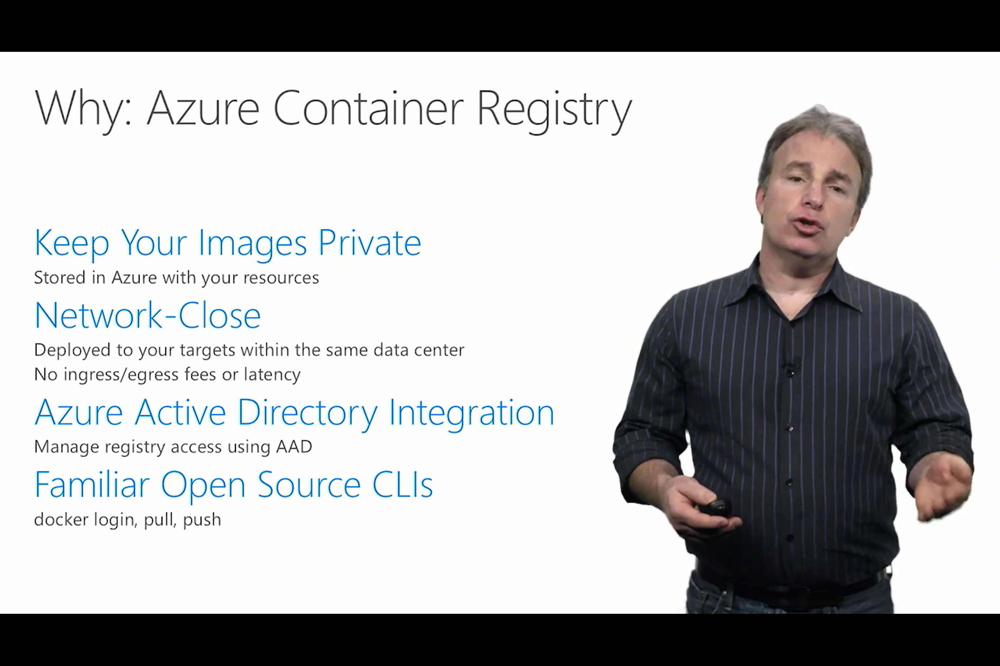 Why: Azure Container Registry
Keep Your Images Private
Stored in Azure with your resources
Network-Close
Deployed to your targets within the same data center
No ingress/egress fees or latency
Azure Active Directory Integration
Manage registry access using AAD
Familiar Open Source CLIs
docker login, pull, push